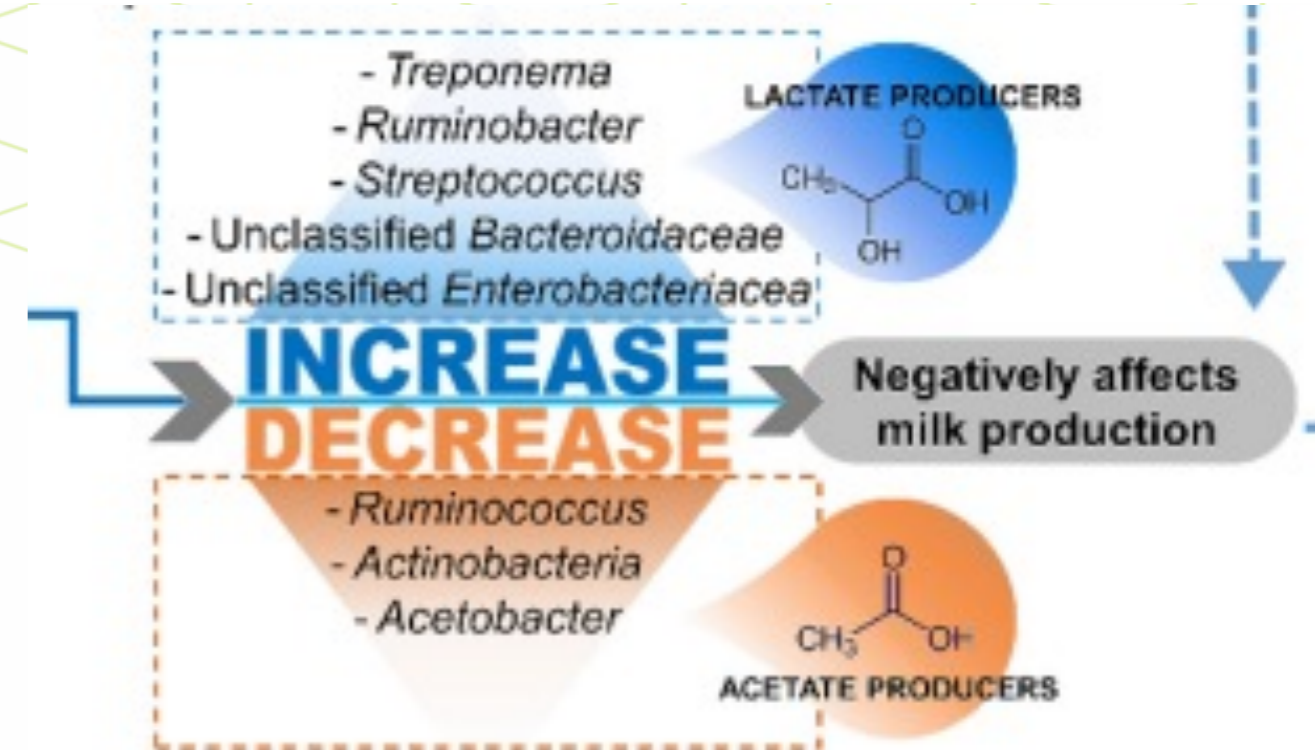 - Treponema
- Ruminobacter
- Streptococcus
- Unclassified Bacteroidaceae
- Unclassified Enterobacteriacea
LACTATE PRODUCERS
O
CH₃
OH
OH
INCREASE
DECREASE
Negatively affects
milk production
- Ruminococcus
- Actinobacteria
- Acetobacter
O
CH₃
OH
ACETATE PRODUCERS